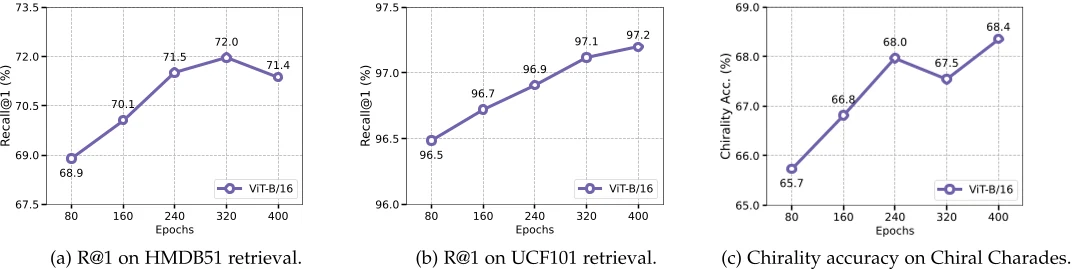 73.5
72.0
70.5
69.0
67.5
Recall@1 (%)
68.9
70.1
71.5
72.0
71.4
ViT-B/16
80 160 240 320 400
Epochs
(a) R@1 on HMDB51 retrieval.
97.5
97.0
96.5
96.0
Recall@1 (%)
96.5
96.7
96.9
97.1
97.2
ViT-B/16
80 160 240 320 400
Epochs
(b) R@1 on UCF101 retrieval.
69.0
68.0
67.0
66.0
65.0
Chirality Acc. (%)
65.7
66.8
68.0
67.5
68.4
ViT-B/16
80 160 240 320 400
Epochs
(c) Chirality accuracy on Chiral Charades.